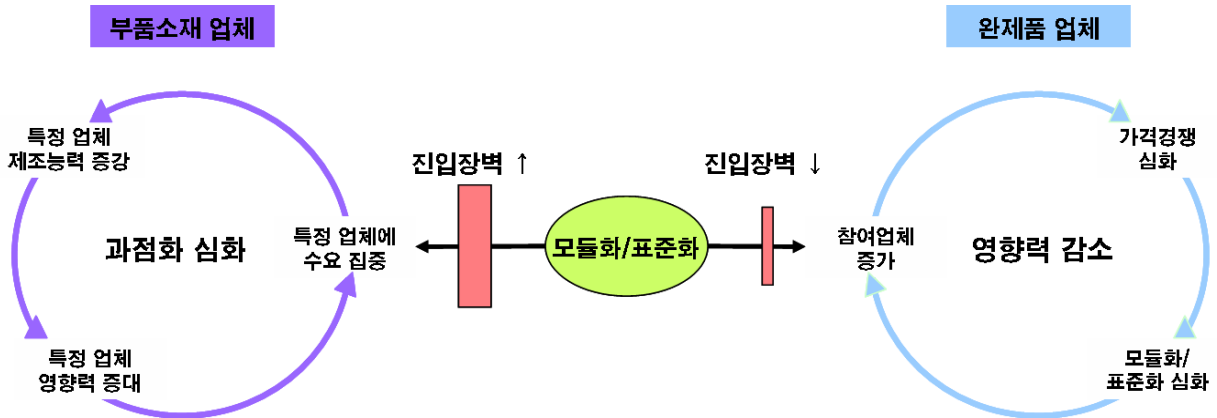 부품소재 업체
완제품 업체
특정 업체
제조능력 증강
과점화 심화
특정 업체에
수요 집중
특정 업체
영향력 증대
진입장벽 ↑
모듈화/표준화
진입장벽 ↓
참여업체
증가
영향력 감소
가격경쟁
심화
모듈화/
표준화 심화